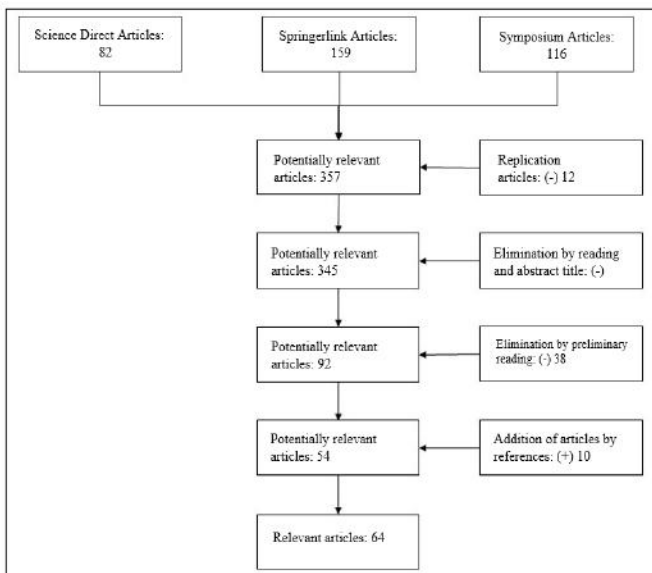 Science Direct Articles:
82
Springerlink Articles:
159
Symposium Articles:
116
Potentially relevant
articles: 357
Replication
articles: (-) 12
Potentially relevant
articles: 345
Elimination by reading
and abstract title: (-)
Potentially relevant
articles: 92
Elimination by preliminary
reading: (-) 38
Potentially relevant
articles: 54
Addition of articles by
references: (+) 10
Relevant articles: 64